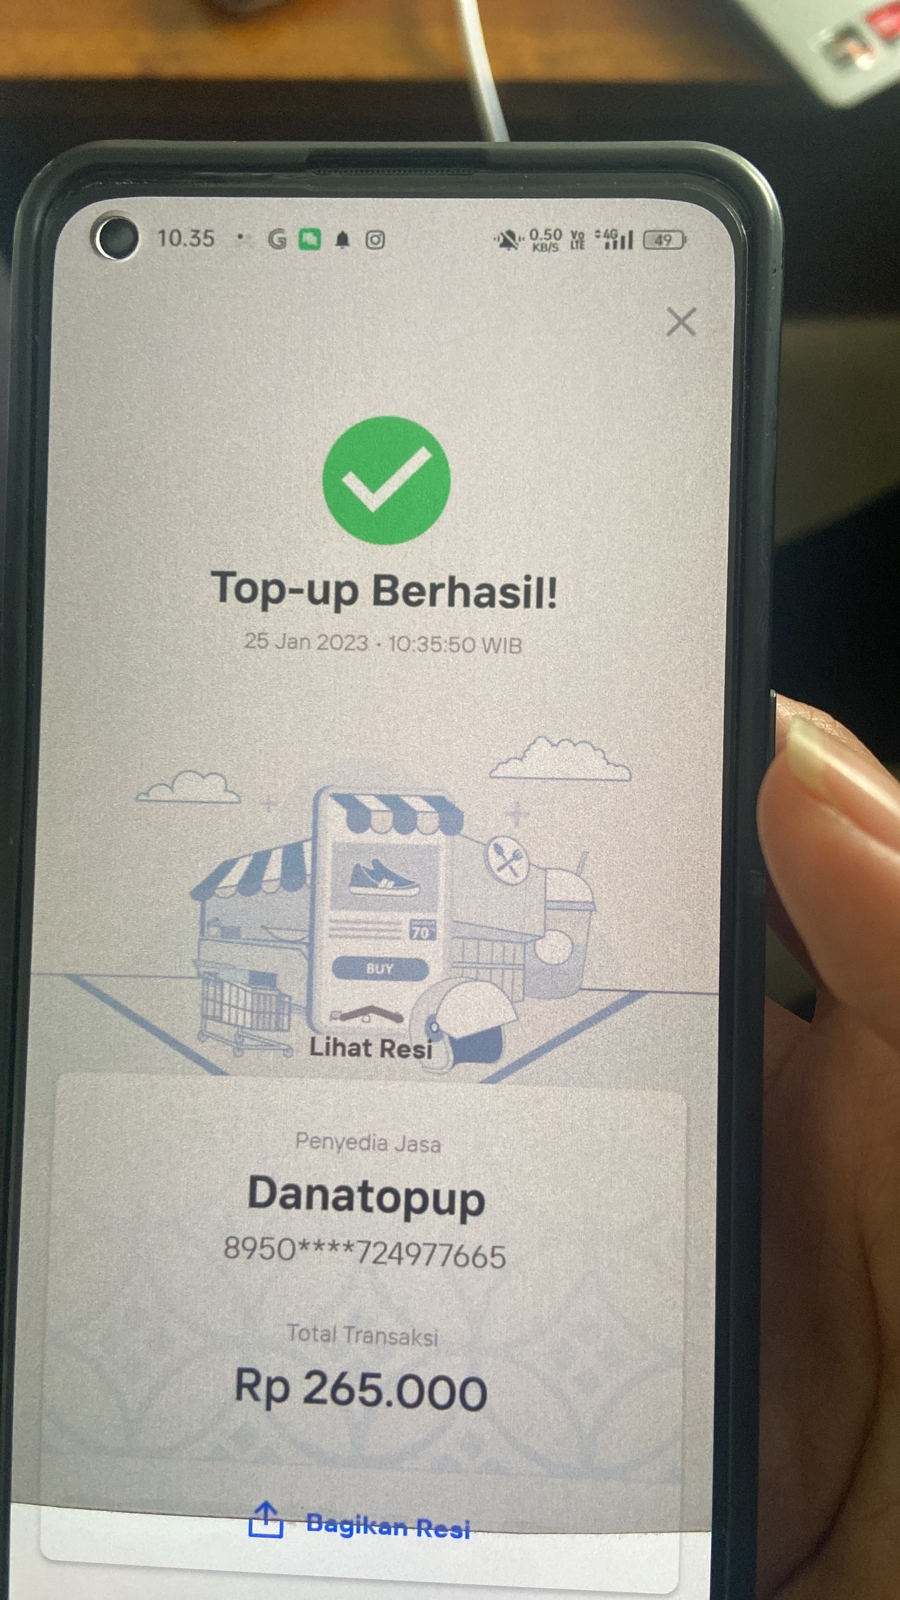 10.35
0.50
KB/S
Vo
LTE
4G
49
Top-up Berhasil!
25 Jan 2023 • 10:35:50 WIB
70
BUY
Lihat Resi
Penyedia Jasa
Danatopup
8950****724977665
Total Transaksi
Rp 265.000
Bagikan Resi